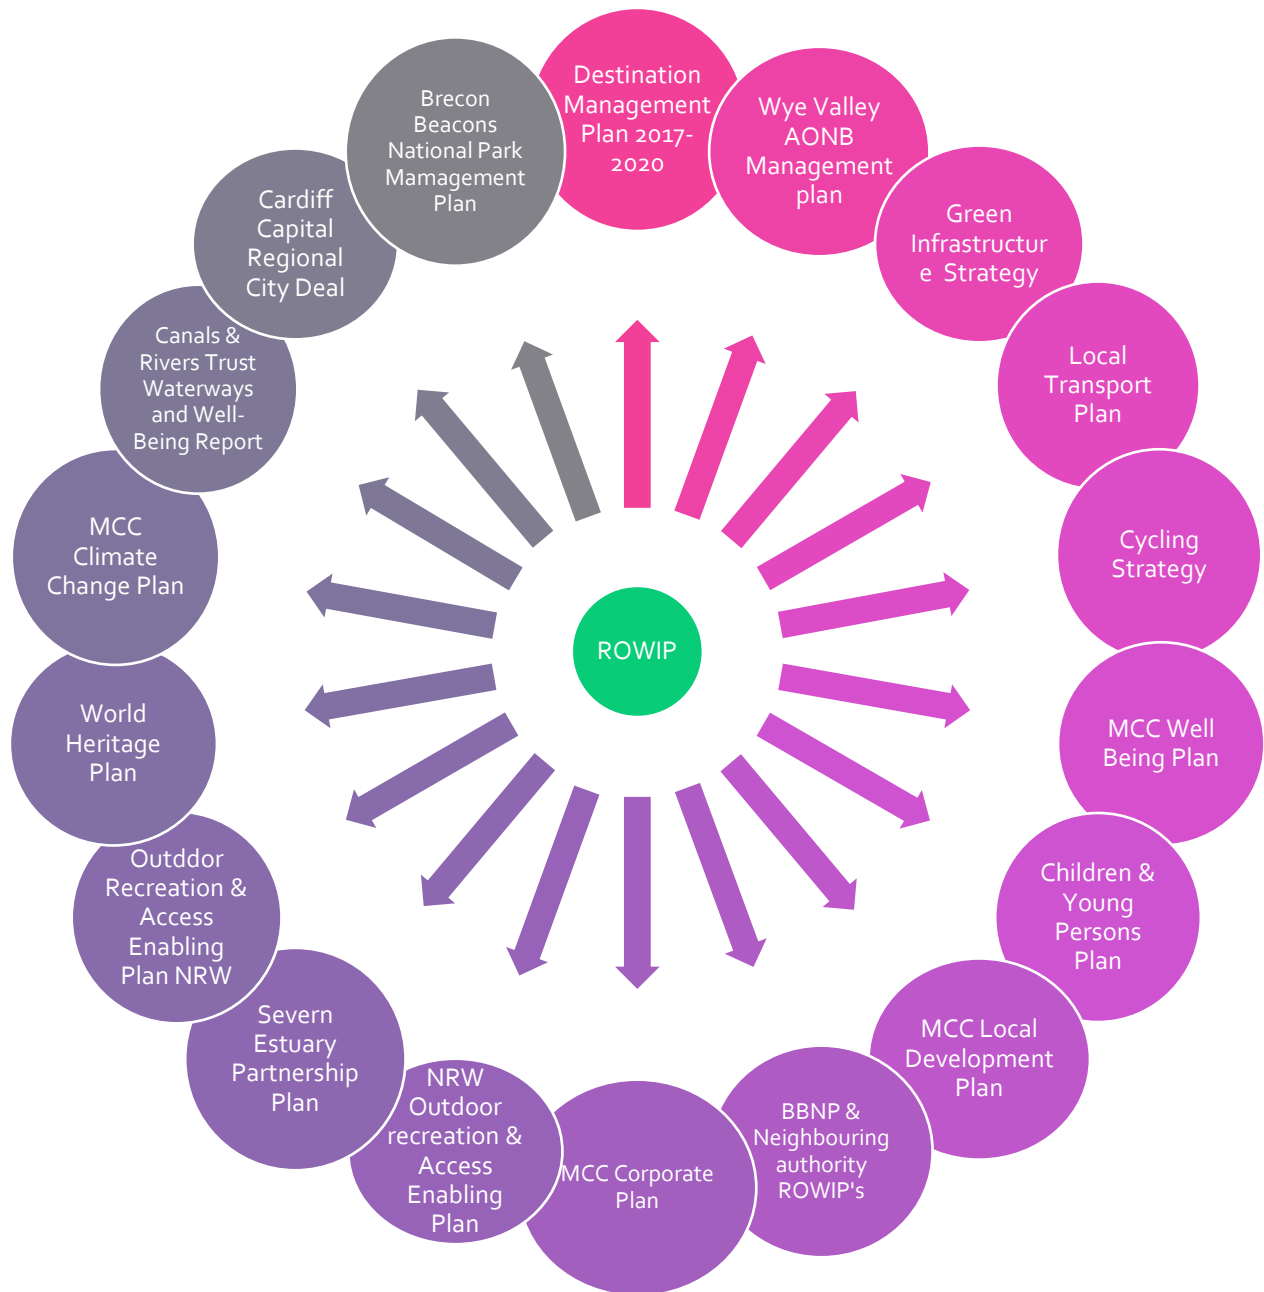 Destination
Management
Plan 2017-
2020
Wye Valley
AONB
Management
plan
Green
Infrastructur
e Strategy
Local
Transport
Plan
Cycling
Strategy
MCC Well
Being Plan
Children &
Young
Persons
Plan
MCC Local
Development
Plan
BBNP &
Neighbouring
authority
ROWIP's
MCC Corporate
Plan
NRW
Outdoor
recreation &
Access
Enabling
Plan
Severn
Estuary
Partnership
Plan
Outddor
Recreation &
Access
Enabling
Plan NRW
World
Heritage
Plan
MCC
Climate
Change Plan
Canals &
Rivers Trust
Waterways
and Well-
Being Report
Cardiff
Capital
Regional
City Deal
Brecon
Beacons
National Park
Mamagement
Plan
ROWIP